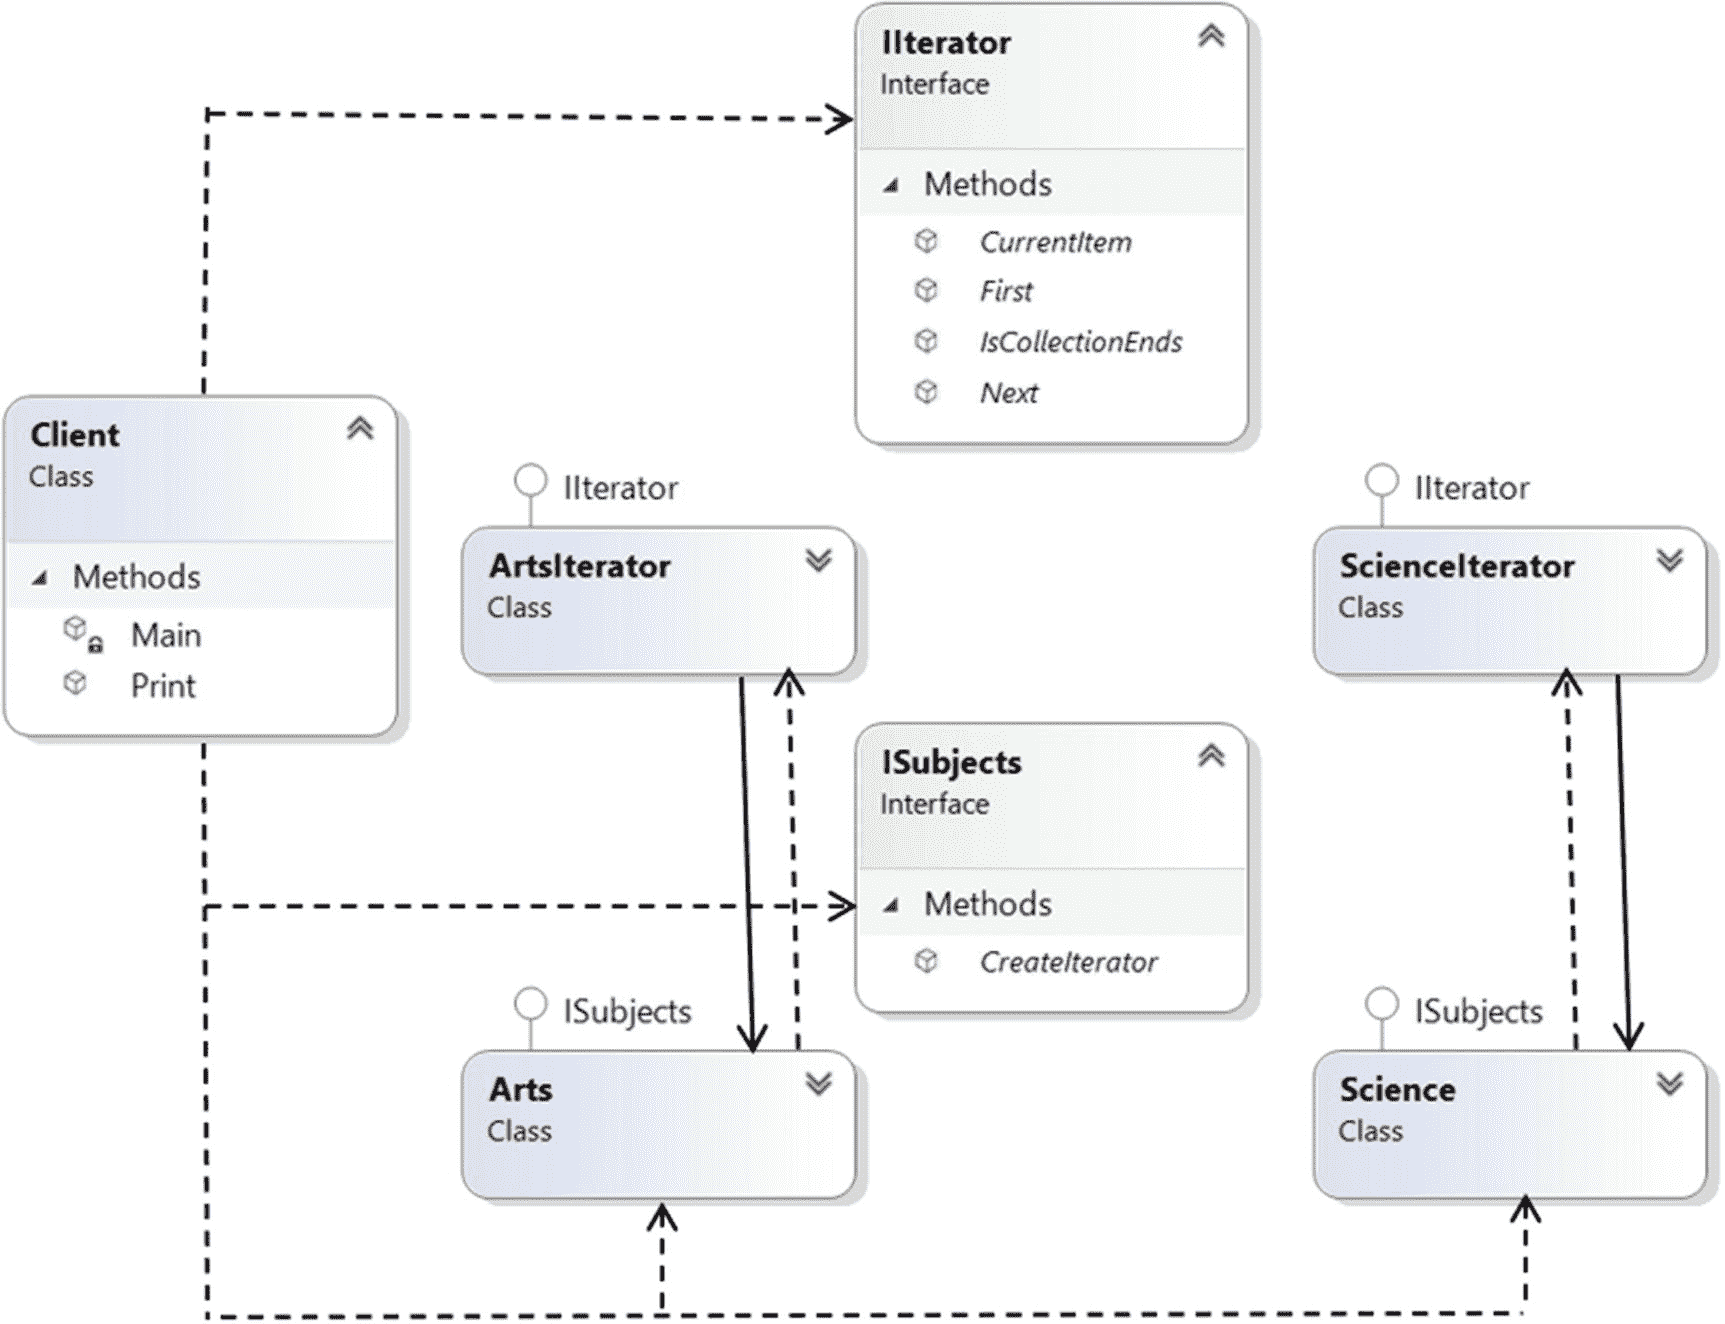 IIterator
Interface
Methods
CurrentItem
First
IsCollectionEnds
Next
Client
Class
Methods
Main
Print
IIterator
ArtsIterator
Class
IIterator
ScienceIterator
Class
ISubjects
Interface
Methods
CreateIterator
ISubjects
Arts
Class
ISubjects
Science
Class